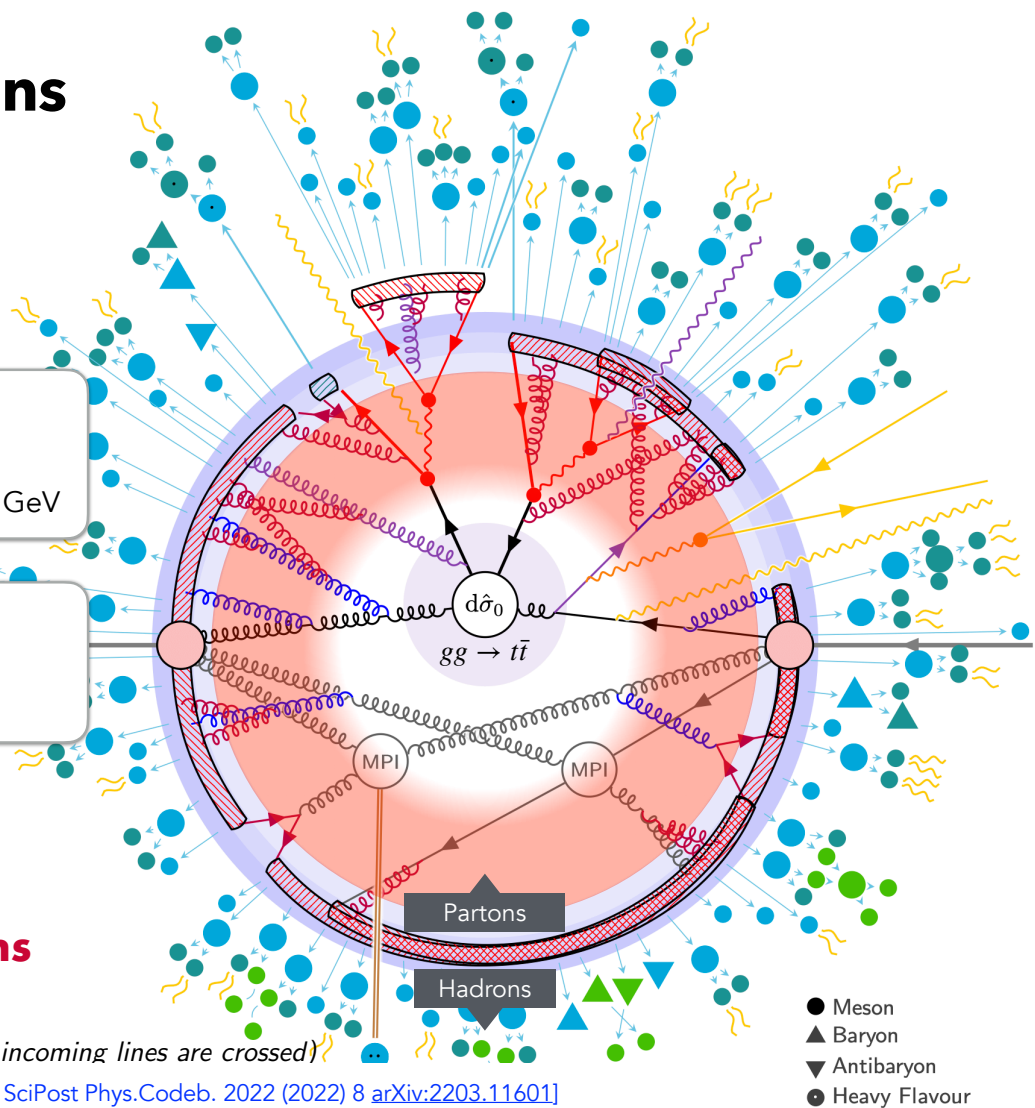 ns
GeV
dσ̂₀
gg → tt̄
MPI
MPI
Partons
ns
Hadrons
Meson
Baryon
Antibaryon
Heavy Flavour
incoming lines are crossed)
SciPost Phys.Codeb. 2022 (2022) 8 arXiv:2203.11601]